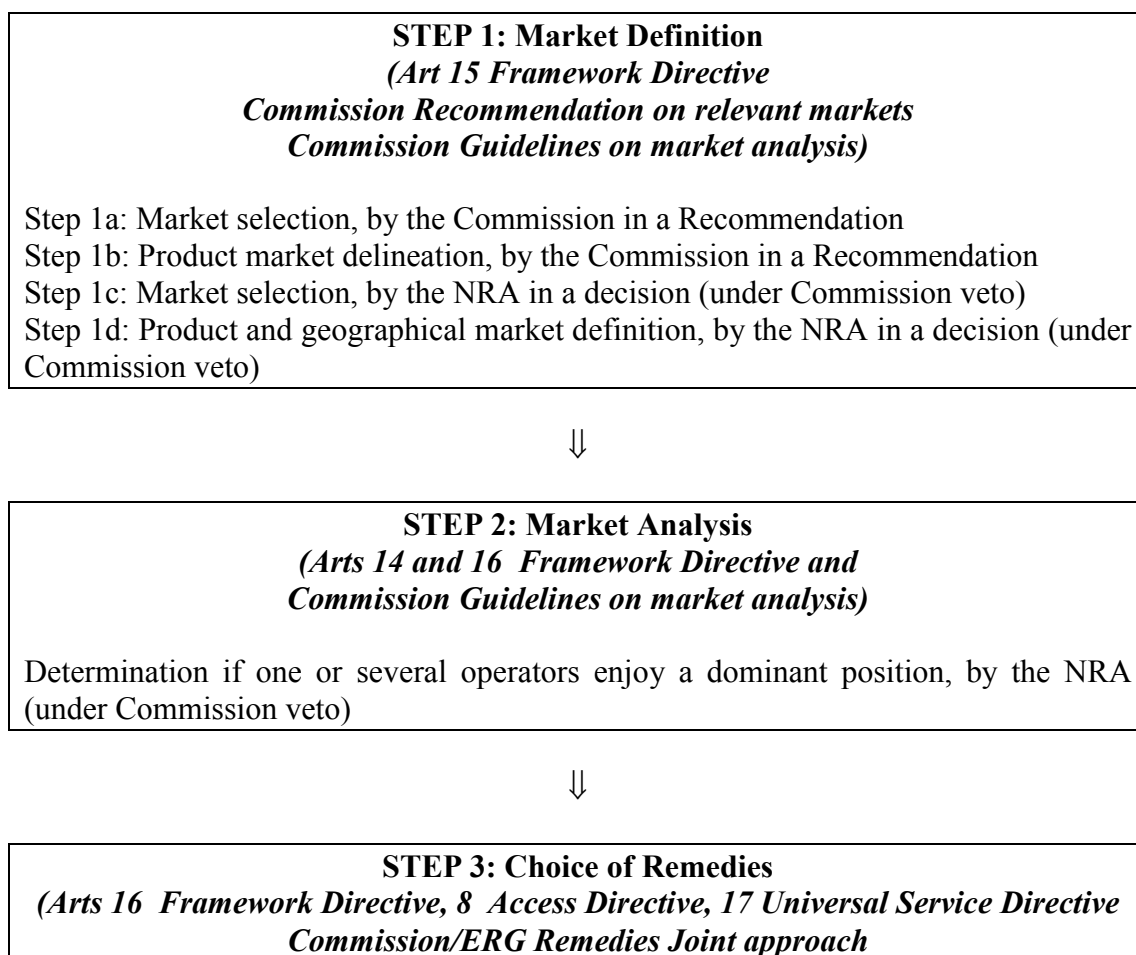 STEP 1: Market Definition
(Art 15 Framework Directive
Commission Recommendation on relevant markets
Commission Guidelines on market analysis)
Step 1a: Market selection, by the Commission in a Recommendation
Step 1b: Product market delineation, by the Commission in a Recommendation
Step 1c: Market selection, by the NRA in a decision (under Commission veto)
Step 1d: Product and geographical market definition, by the NRA in a decision (under
Commission veto)
⇓
STEP 2: Market Analysis
(Arts 14 and 16 Framework Directive and
Commission Guidelines on market analysis)
Determination if one or several operators enjoy a dominant position, by the NRA
(under Commission veto)
⇓
STEP 3: Choice of Remedies
(Arts 16 Framework Directive, 8 Access Directive, 17 Universal Service Directive
Commission/ERG Remedies Joint approach